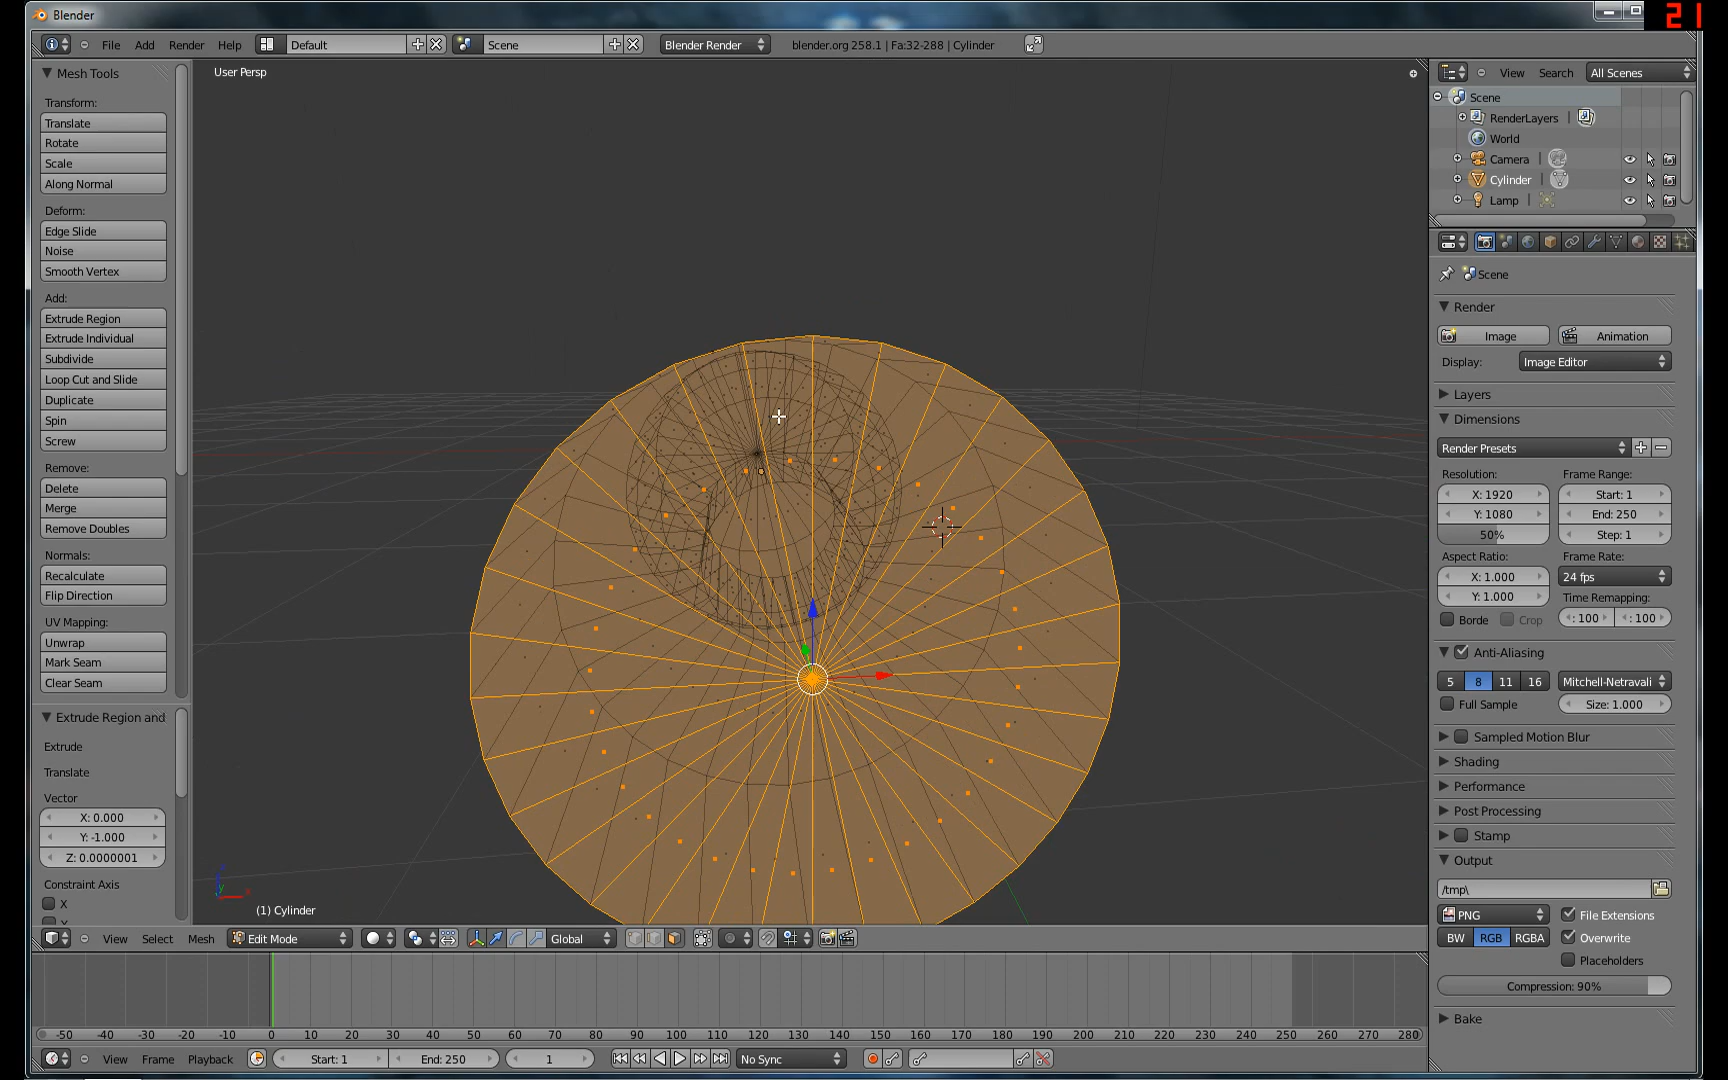 Blender
21
File Add Render Help Default Scene Blender Render blender.org 258.1 | Fa:32-288 | Cylinder
Mesh Tools
Transform:
Translate
Rotate
Scale
Along Normal
Deform:
Edge Slide
Noise
Smooth Vertex
Add:
Extrude Region
Extrude Individual
Subdivide
Loop Cut and Slide
Duplicate
Spin
Screw
Remove:
Delete
Merge
Remove Doubles
Normals:
Recalculate
Flip Direction
UV Mapping:
Unwrap
Mark Seam
Clear Seam
Extrude Region and
Extrude
Translate
Vector
X: 0.000
Y: -1.000
Z: 0.0000001
Constraint Axis
X
User Persp
(1) Cylinder
View Select Mesh Edit Mode Global
-50 -40 -30 -20 -10 0 10 20 30 40 50 60 70 80 90 100 110 120 130 140 150 160 170 180 190 200 210 220 230 240 250 260 270 280
View Frame Playback Start: 1 End: 250 1 No Sync
View Search All Scenes
Scene
RenderLayers |
World
Camera |
Cylinder |
Lamp |
Scene
Render
Image Animation
Display: Image Editor
Layers
Dimensions
Render Presets
Resolution: Frame Range:
X: 1920 Start: 1
Y: 1080 End: 250
50% Step: 1
Aspect Ratio: Frame Rate:
X: 1.000 24 fps
Y: 1.000 Time Remapping:
Borde Crop : 100 : 100
Anti-Aliasing
5 8 11 16 Mitchell-Netravali
Full Sample Size: 1.000
Sampled Motion Blur
Shading
Performance
Post Processing
Stamp
Output
/tmp\
PNG File Extensions
BW RGB RGBA Overwrite
Placeholders
Compression: 90%
Bake